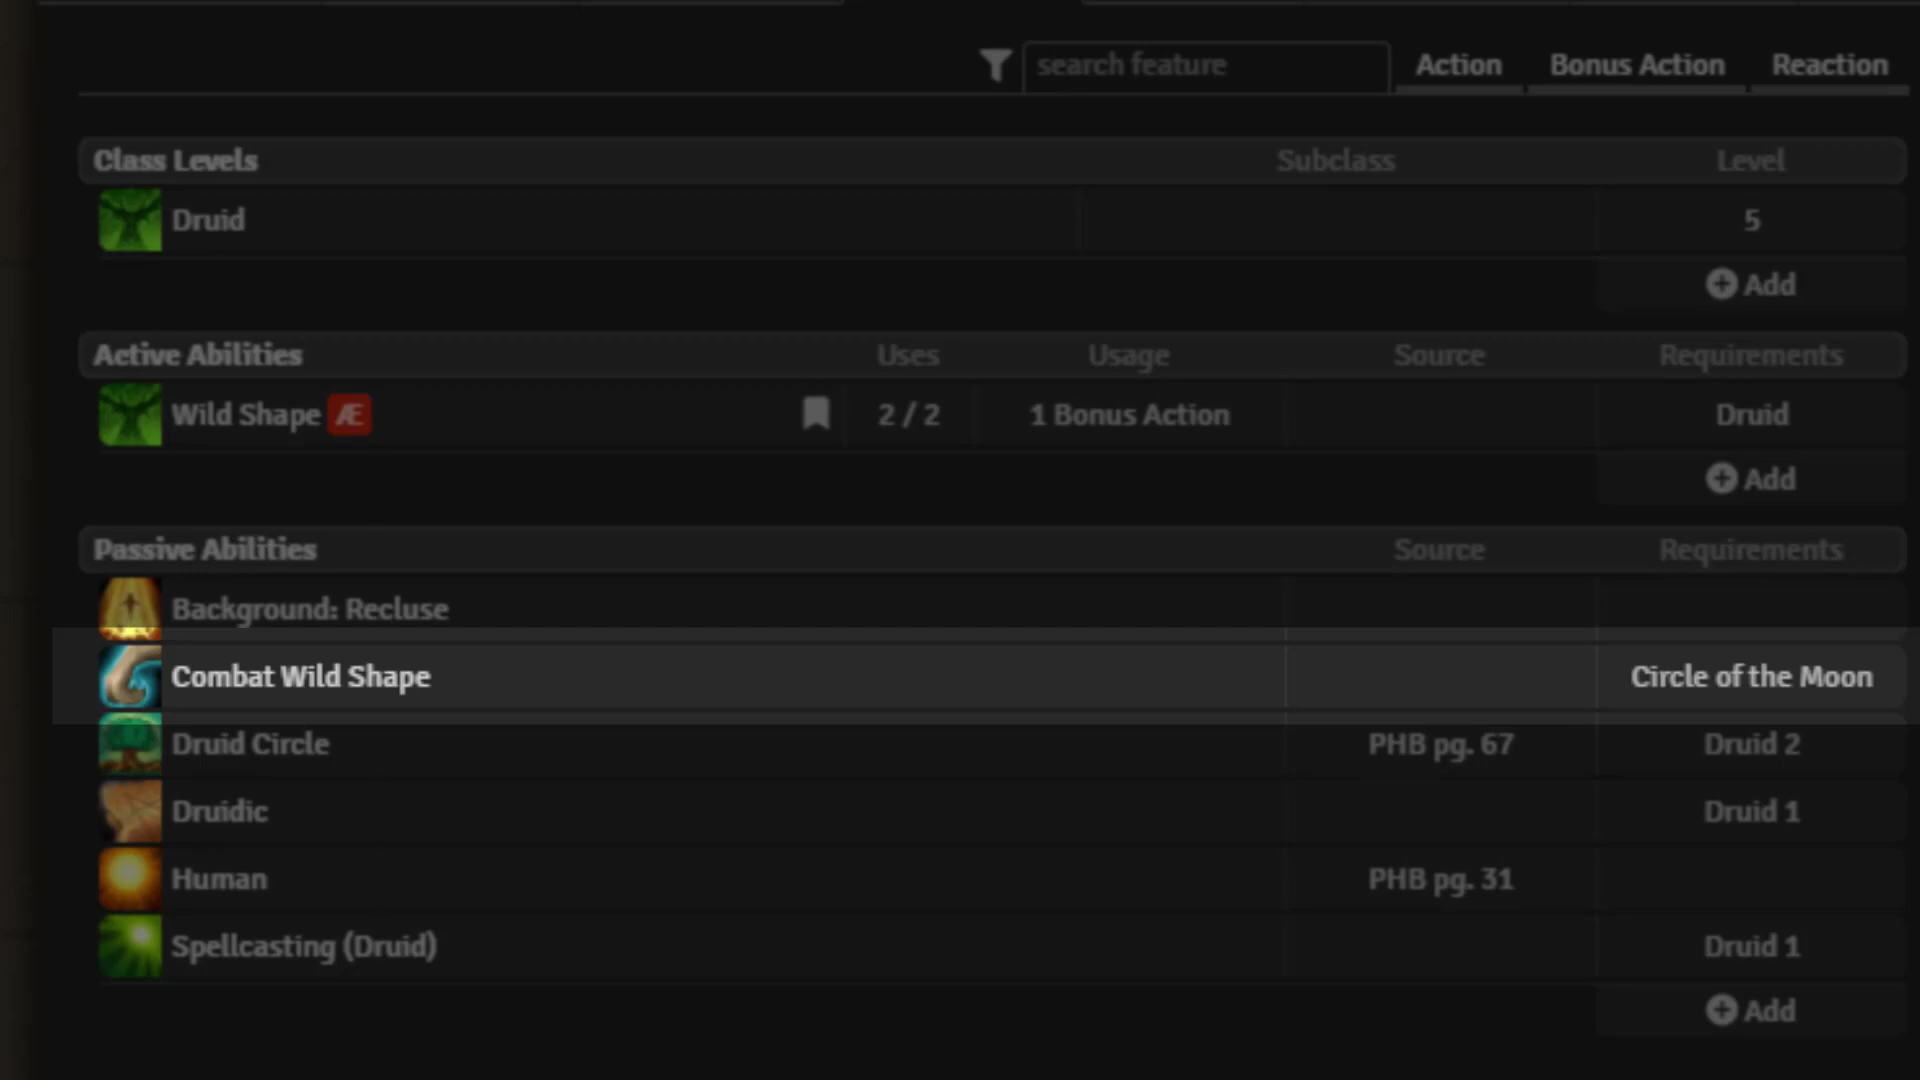 search feature
Action Bonus Action Reaction
Class Levels Subclass Level
Druid 5
Add
Active Abilities Uses Usage Source Requirements
Wild Shape Æ 2 / 2 1 Bonus Action Druid
Add
Passive Abilities Source Requirements
Background: Recluse
Combat Wild Shape Circle of the Moon
Druid Circle PHB pg. 67 Druid 2
Druidic Druid 1
Human PHB pg. 31
Spellcasting (Druid) Druid 1
Add